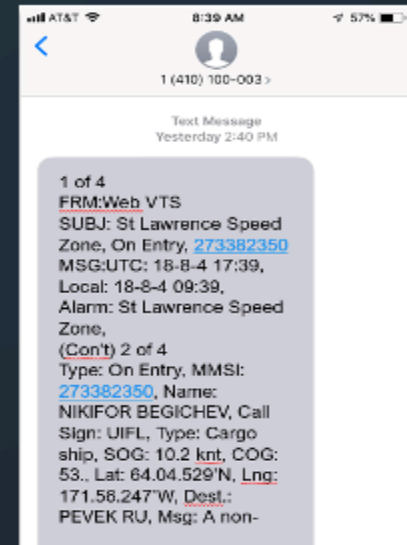 AT&T
8:39 AM
57%
1 (410) 100-003 >
Text Message
Yesterday 2:40 PM
1 of 4
FRM:Web VTS
SUBJ: St Lawrence Speed
Zone, On Entry, 273382350
MSG:UTC: 18-8-4 17:39,
Local: 18-8-4 09:39,
Alarm: St Lawrence Speed
Zone,
(Con't) 2 of 4
Type: On Entry, MMSI:
273382350, Name:
NIKIFOR BEGICHEV, Call
Sign: UIFL, Type: Cargo
ship, SOG: 10.2 knt, COG:
53., Lat: 64.04.529'N, Lng:
171.56.247'W, Dest.:
PEVEK RU, Msg: A non-